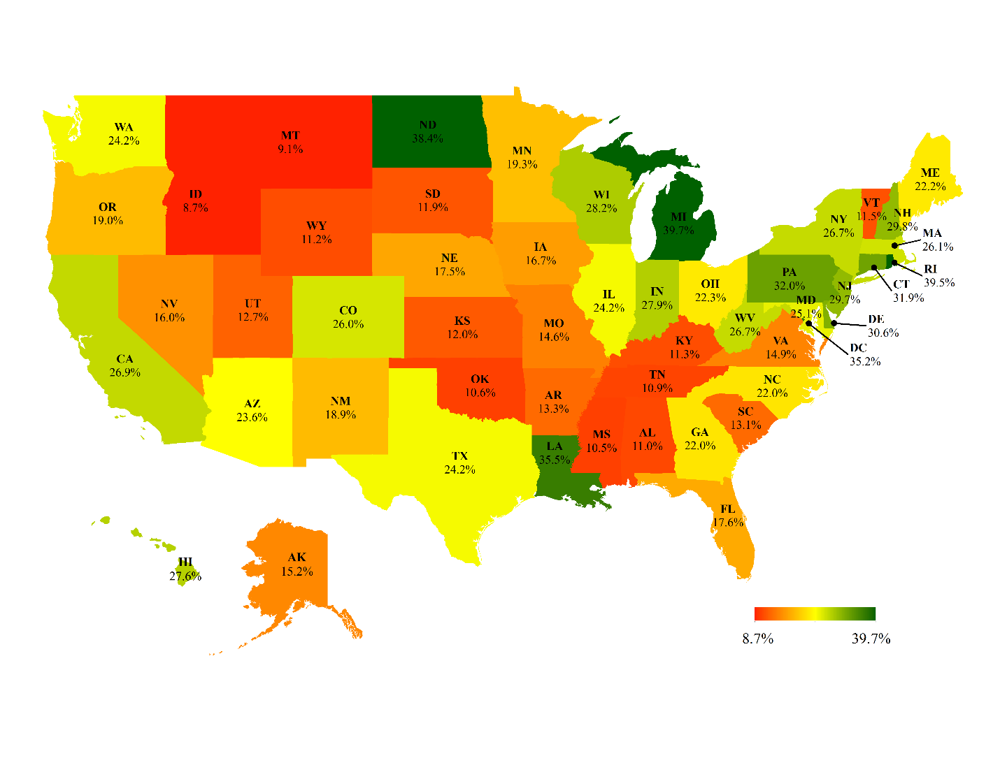 WA
24.2%
MT
9.1%
ND
38.4%
MN
19.3%
ID
8.7%
SD
11.9%
WI
28.2%
ME
22.2%
OR
19.0%
WY
11.2%
MI
39.7%
NY
26.7%
VT
11.5%
NH
29.8%
MA
26.1%
NE
17.5%
IA
16.7%
RI
39.5%
PA
32.0%
NJ
29.7%
CT
31.9%
NV
16.0%
UT
12.7%
CO
26.0%
KS
12.0%
MO
14.6%
IL
24.2%
IN
27.9%
OH
22.3%
WV
26.7%
MD
25.1%
DE
30.6%
DC
35.2%
CA
26.9%
KY
11.3%
VA
14.9%
AZ
23.6%
NM
18.9%
OK
10.6%
AR
13.3%
TN
10.9%
NC
22.0%
SC
13.1%
TX
24.2%
LA
35.5%
MS
10.5%
AL
11.0%
GA
22.0%
FL
17.6%
HI
27.6%
AK
15.2%
8.7%
39.7%